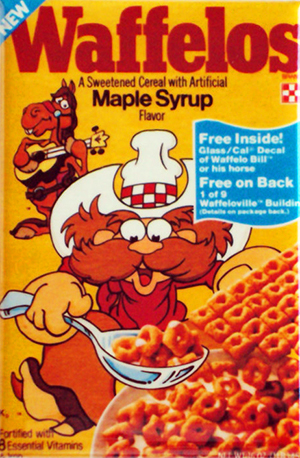 NEW
Waffelos
A Sweetened Cereal with Artificial
Maple Syrup
Flavor
Free Inside!
Glass/Cal™ Decal
of Waffelo Bill™
or his horse
Free on Back
1 of 9
Waffeloville™ Buildin
(Details on package back.)
Fortified with
8 Essential Vitamins